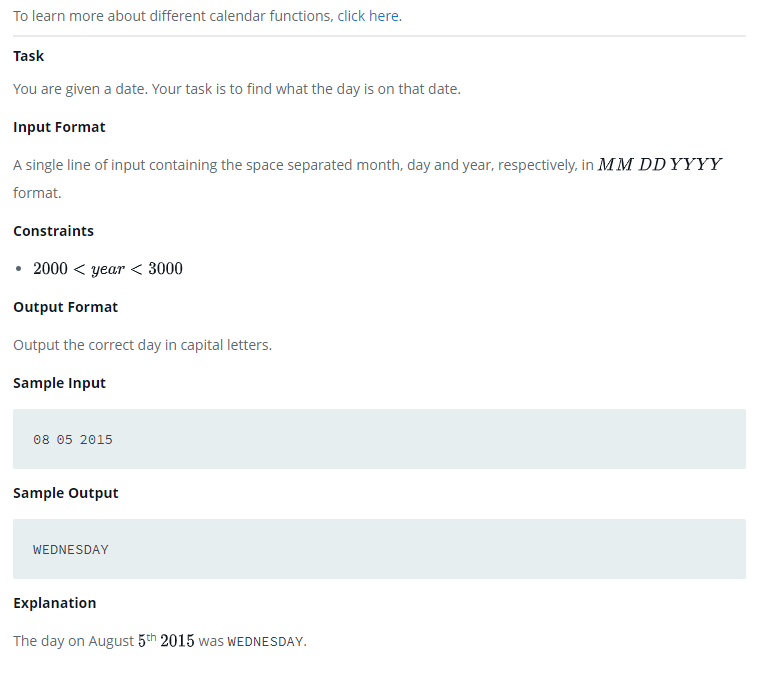 To learn more about different calendar functions, click here.
Task
You are given a date. Your task is to find what the day is on that date.
Input Format
A single line of input containing the space separated month, day and year, respectively, in MM DD YYYY
format.
Constraints
• 2000 < year < 3000
Output Format
Output the correct day in capital letters.
Sample Input
08 05 2015
Sample Output
WEDNESDAY
Explanation
The day on August 5th 2015 was WEDNESDAY.